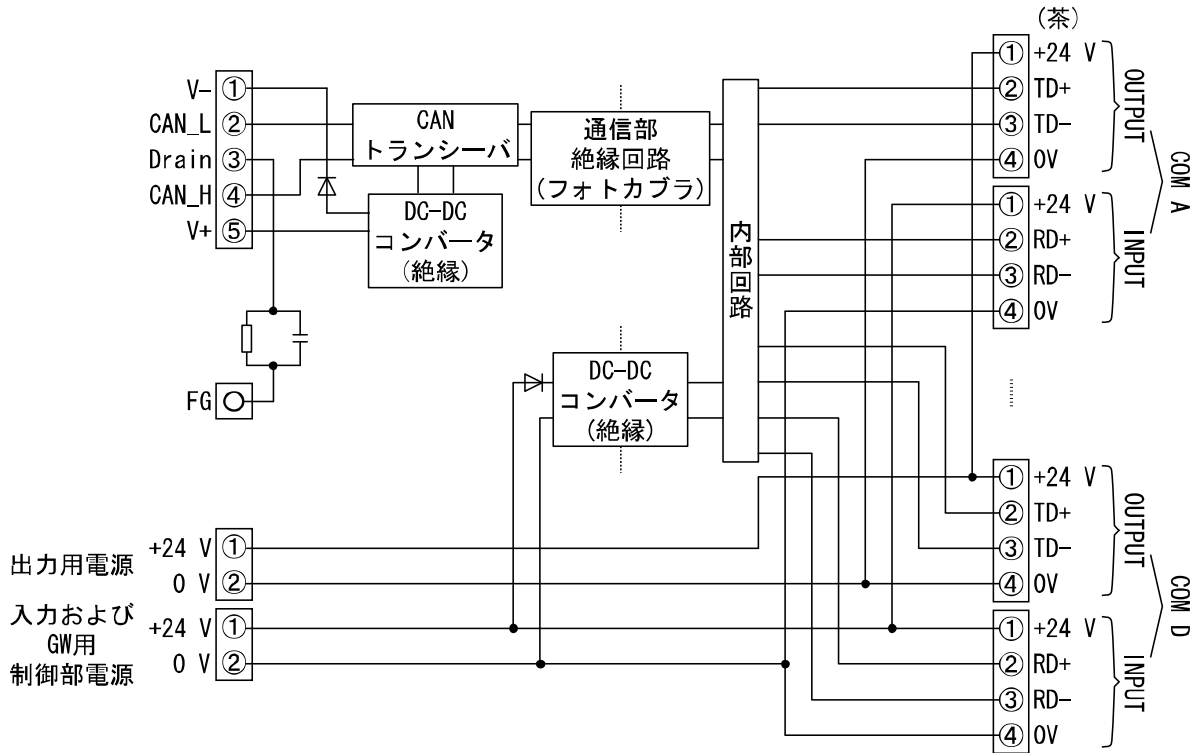 V− ①
CAN_L ②
Drain ③
CAN_H ④
V+ ⑤
FG
CAN
トランシーバ
DC-DC
コンバータ
(絶縁)
通信部
絶縁回路
(フォトカプラ)
内部回路
DC-DC
コンバータ
(絶縁)
出力用電源
+24 V ①
0 V ②
入力および
GW用
制御部電源
+24 V ①
0 V ②
(茶)
① +24 V
② TD+
③ TD−
④ 0V
OUTPUT
① +24 V
② RD+
③ RD−
④ 0V
INPUT
COM A
① +24 V
② TD+
③ TD−
④ 0V
OUTPUT
① +24 V
② RD+
③ RD−
④ 0V
INPUT
COM D